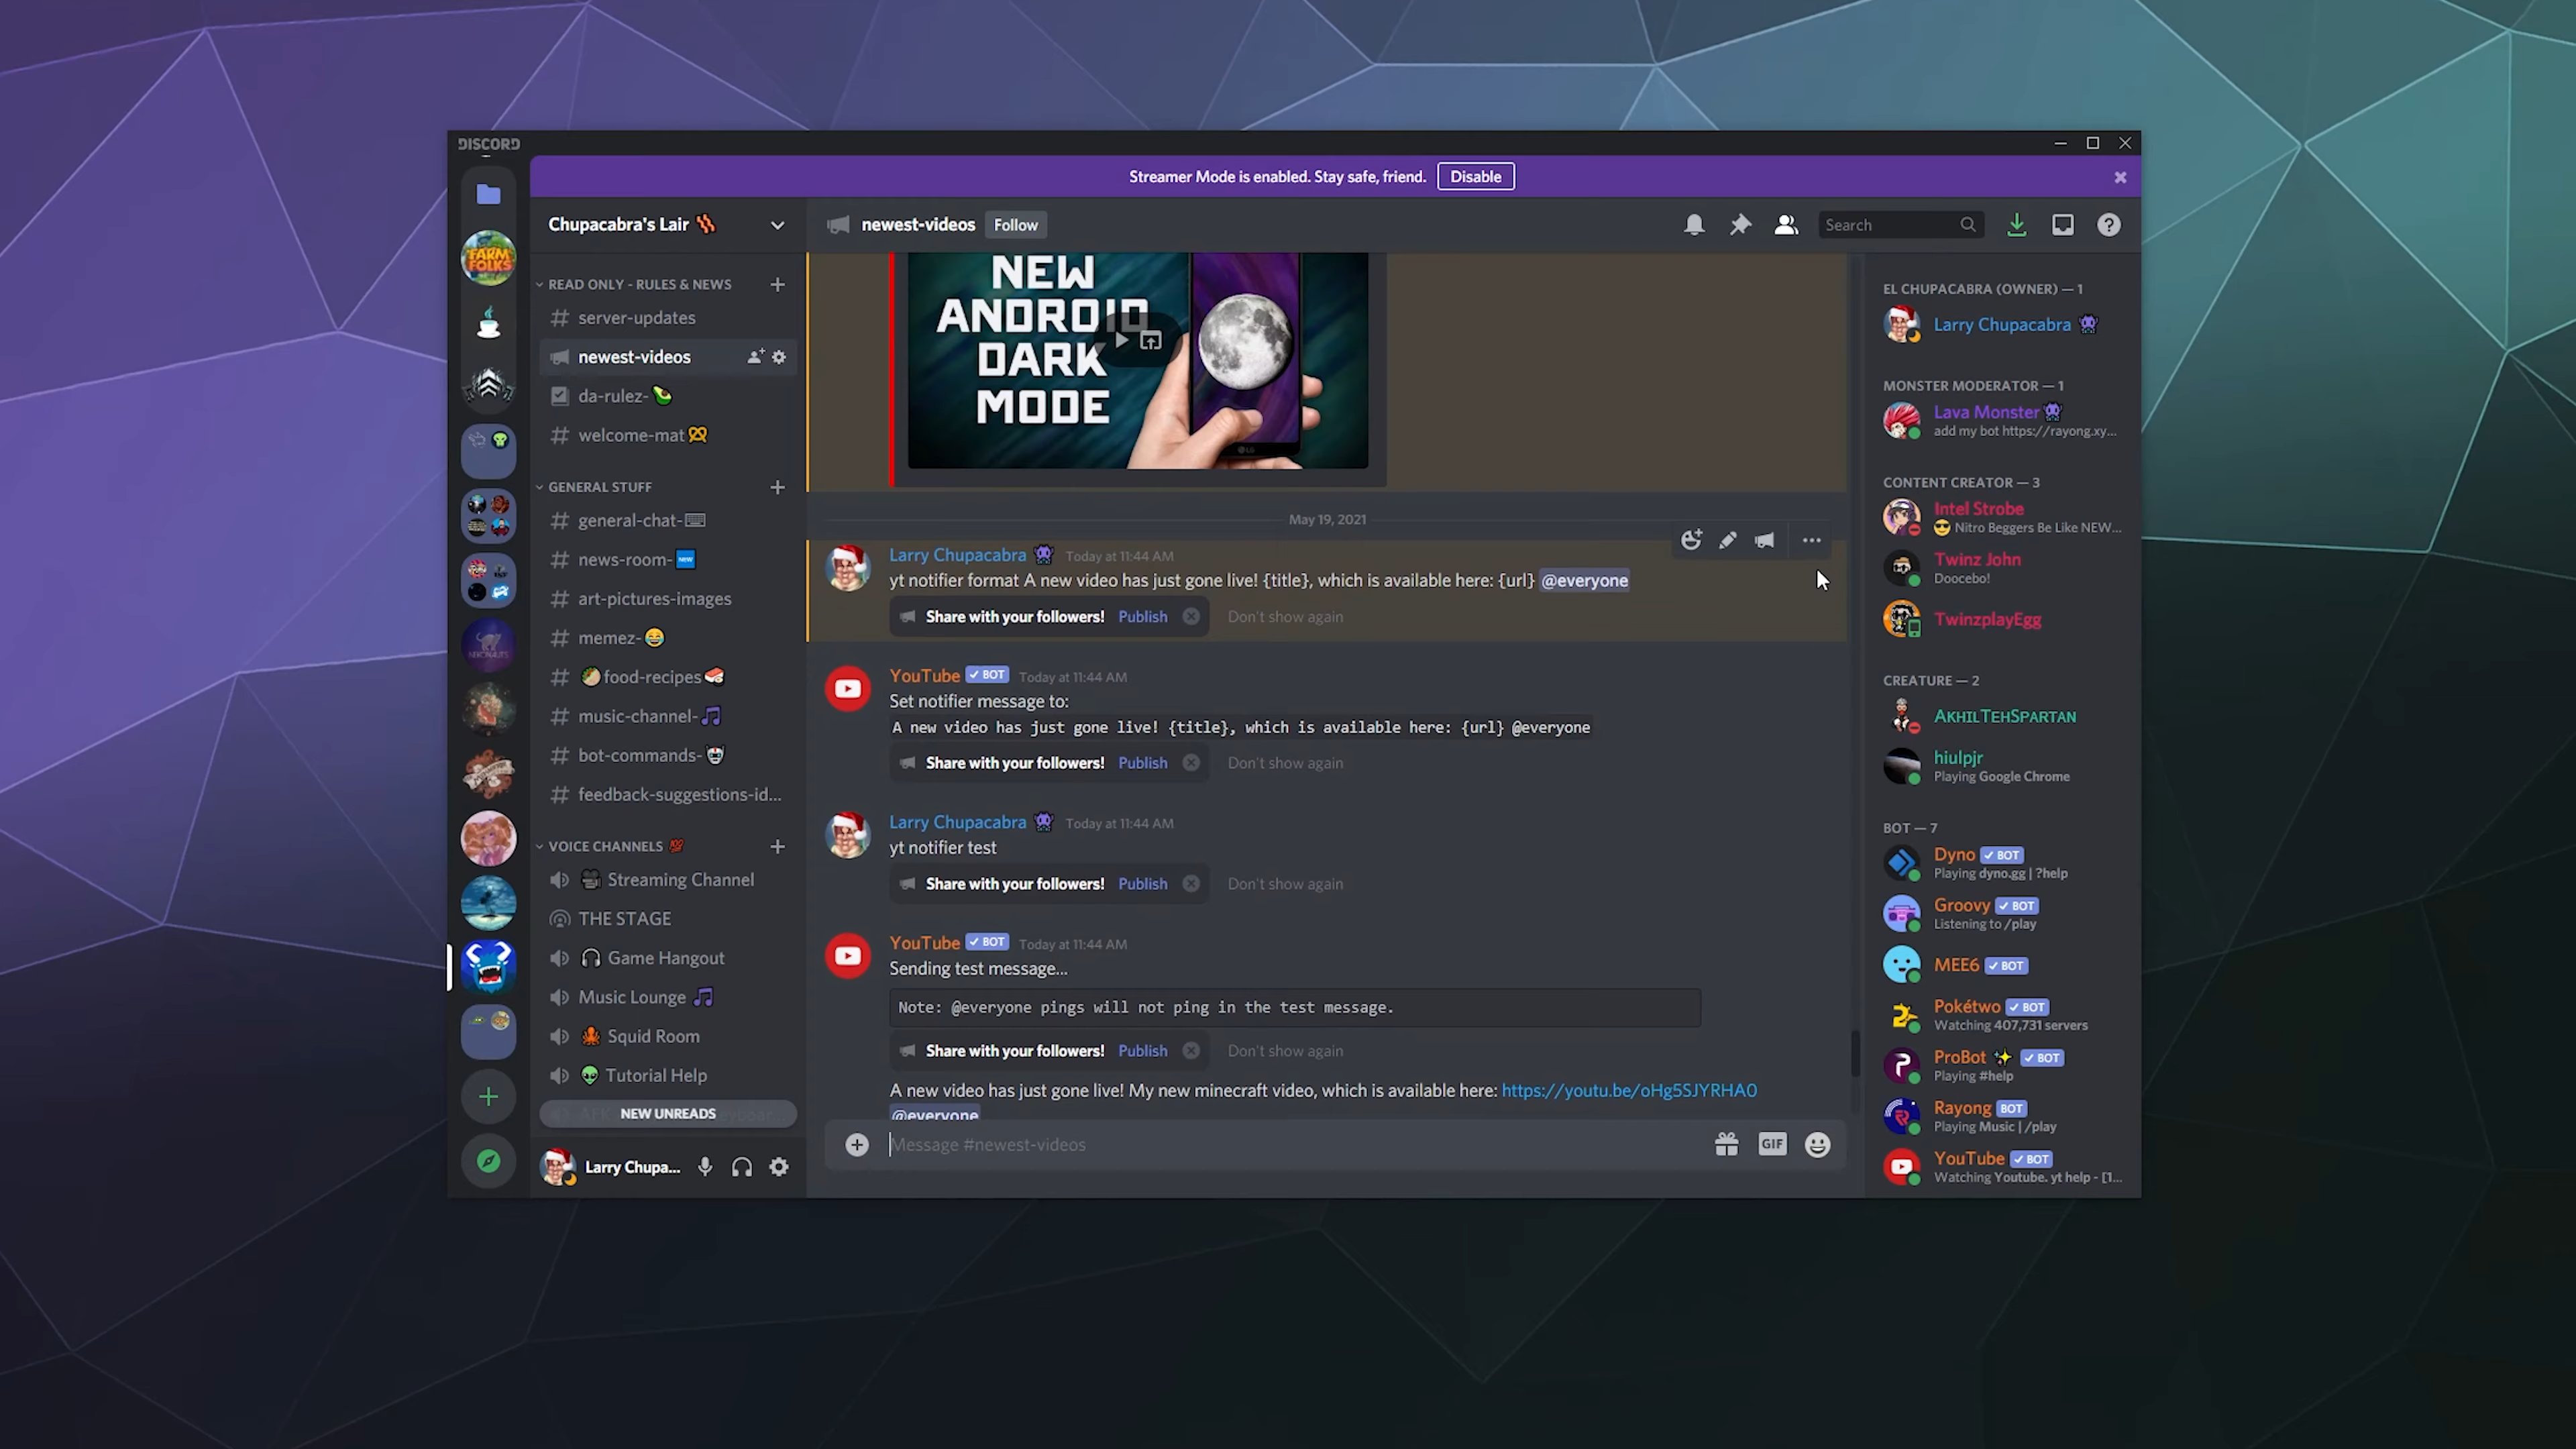 DISCORD
Streamer Mode is enabled. Stay safe, friend. Disable
Chupacabra's Lair
newest-videos Follow
Search
READ ONLY - RULES & NEWS
server-updates
newest-videos
da-rulez-🥑
welcome-mat🥨
GENERAL STUFF
general-chat-⌨
news-room-🆕
art-pictures-images
memez-😂
🥙food-recipes🍣
music-channel-🎵
bot-commands-
feedback-suggestions-id...
VOICE CHANNELS 💯
🎥 Streaming Channel
THE STAGE
🎧 Game Hangout
Music Lounge 🎵
🐙 Squid Room
👽 Tutorial Help
NEW UNREADS
Larry Chupa...
NEW
ANDROID
DARK
MODE
LG
May 19, 2021
Larry Chupacabra 👾 Today at 11:44 AM
yt notifier format A new video has just gone live! {title}, which is available here: {url} @everyone
Share with your followers! Publish Don't show again
YouTube ✓ BOT Today at 11:44 AM
Set notifier message to:
A new video has just gone live! {title}, which is available here: {url} @everyone
Share with your followers! Publish Don't show again
Larry Chupacabra 👾 Today at 11:44 AM
yt notifier test
Share with your followers! Publish Don't show again
YouTube ✓ BOT Today at 11:44 AM
Sending test message...
Note: @everyone pings will not ping in the test message.
Share with your followers! Publish Don't show again
A new video has just gone live! My new minecraft video, which is available here: https://youtu.be/oHg5SJYRHA0
@everyone
Message #newest-videos
GIF
EL CHUPACABRA (OWNER) — 1
Larry Chupacabra 👾
MONSTER MODERATOR — 1
Lava Monster 👾
add my bot https://rayong.xy...
CONTENT CREATOR — 3
Intel Strobe
😎 Nitro Beggers Be Like NEW...
Twinz John
Doocebo!
TwinzplayEgg
CREATURE — 2
AKHILTEHSPARTAN
hiulpjr
Playing Google Chrome
BOT — 7
Dyno ✓ BOT
Playing dyno.gg | ?help
Groovy ✓ BOT
Listening to /play
MEE6 ✓ BOT
Pokétwo ✓ BOT
Watching 407,731 servers
ProBot ✨ ✓ BOT
Playing #help
Rayong BOT
Playing Music | /play
YouTube ✓ BOT
Watching Youtube. yt help - [1...